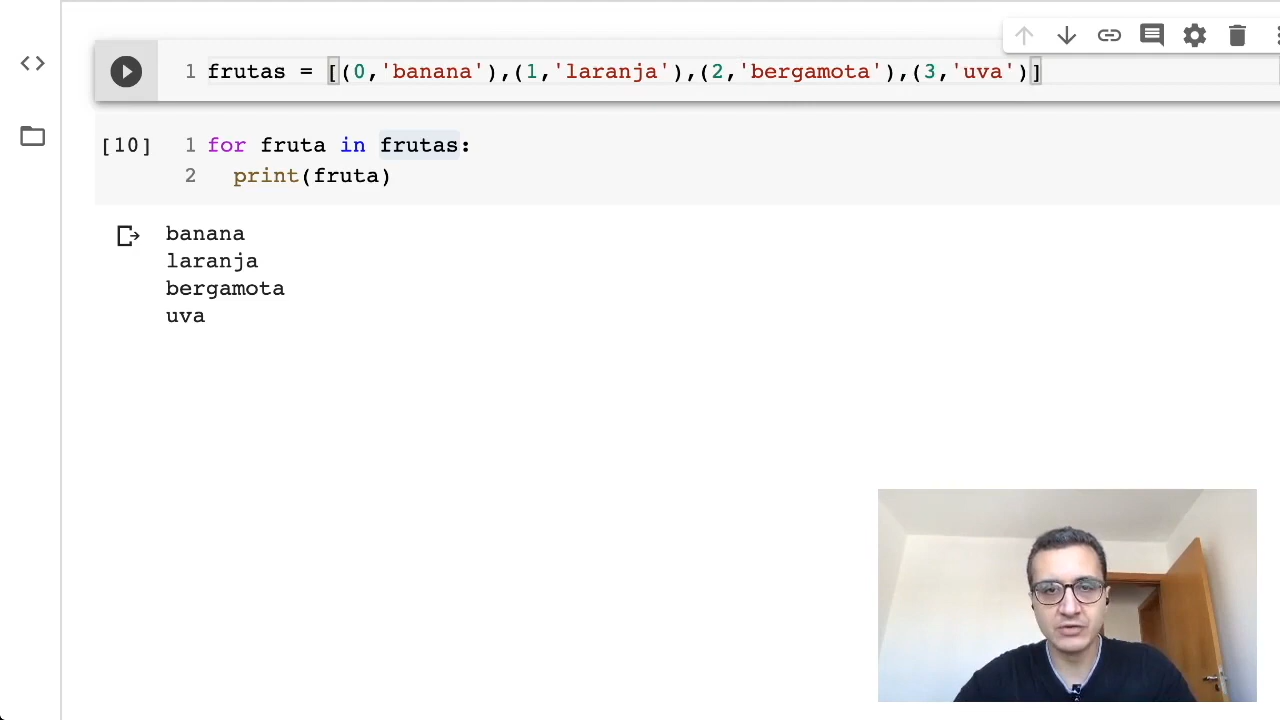 1 frutas = [(0,'banana'),(1,'laranja'),(2,'bergamota'),(3,'uva')]
[10] 1 for fruta in frutas:
2 print(fruta)
banana
laranja
bergamota
uva